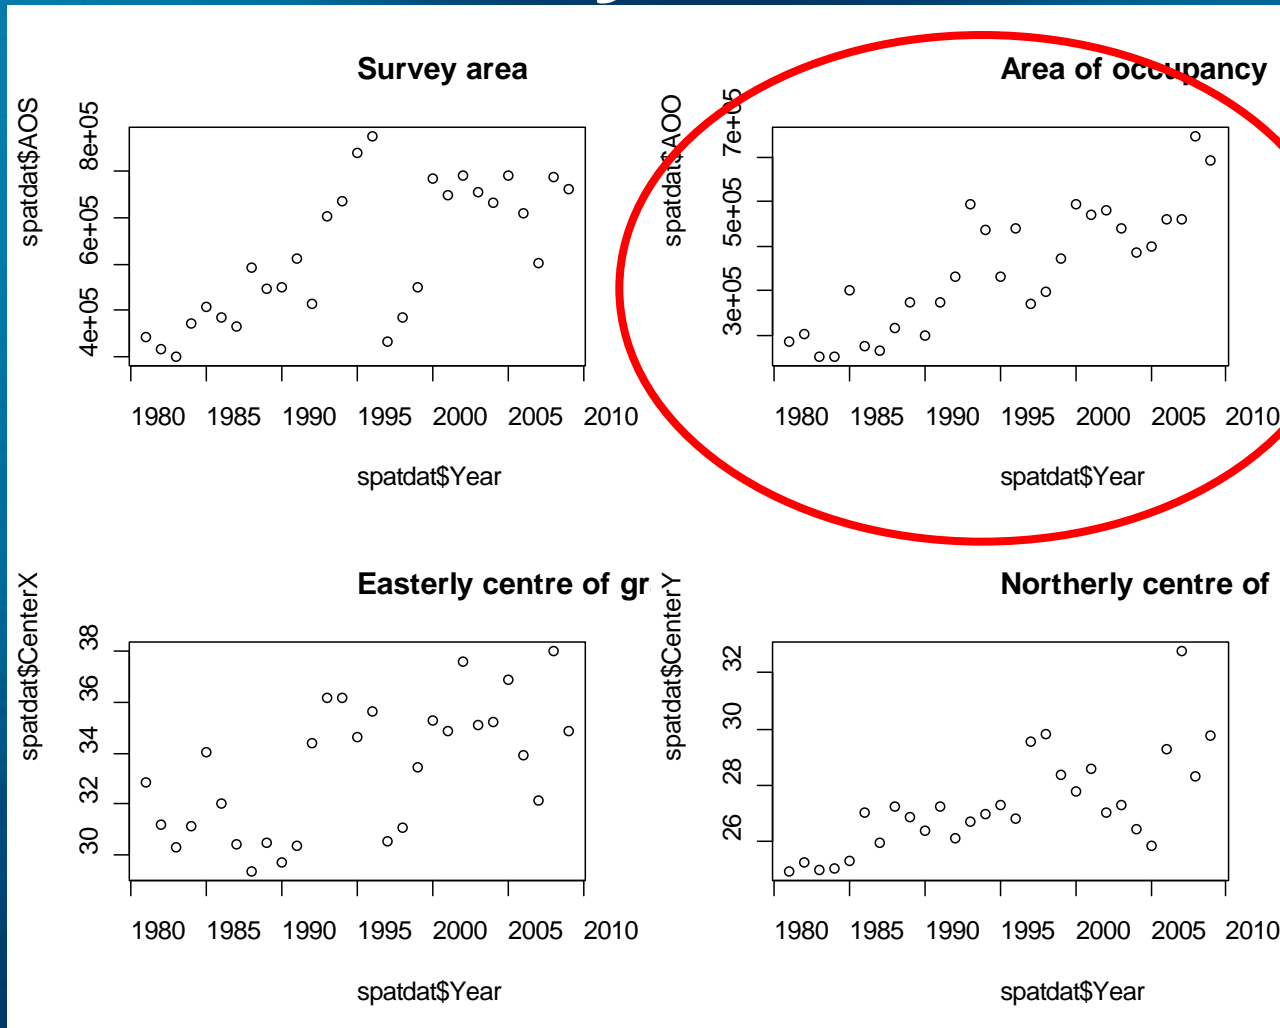 Survey area
spatdat$AOS
8e+05
6e+05
4e+05
1980 1985 1990 1995 2000 2005 2010
spatdat$Year
Area of occupancy
spatdat$AOO
7e+05
5e+05
3e+05
1980 1985 1990 1995 2000 2005 2010
spatdat$Year
Easterly centre of gr
spatdat$CenterX
38
36
34
32
30
1980 1985 1990 1995 2000 2005 2010
spatdat$Year
Northerly centre of
spatdat$CenterY
32
30
28
26
1980 1985 1990 1995 2000 2005 2010
spatdat$Year